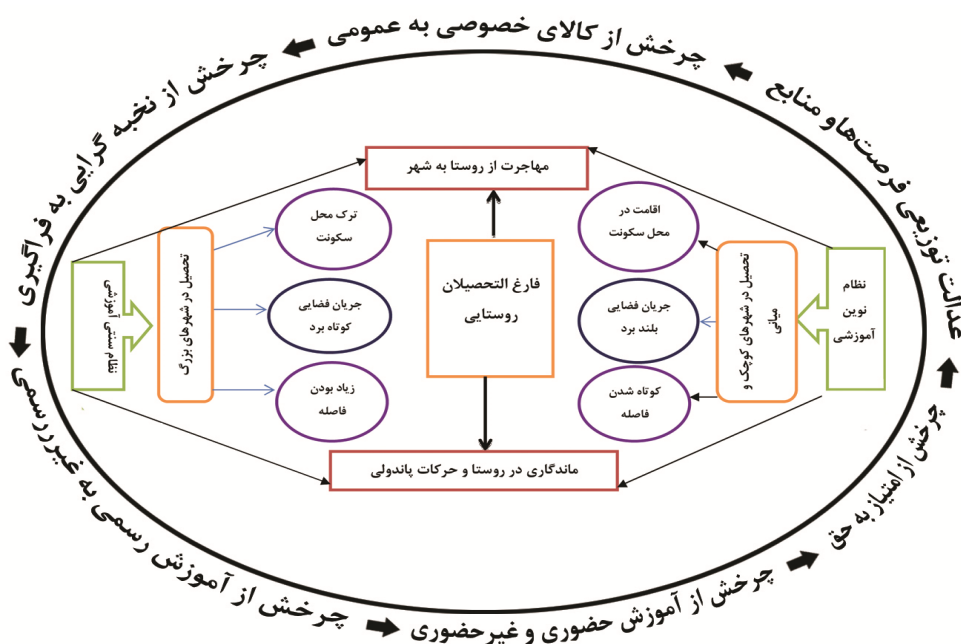 عدالت توزیعی فرصت‌ها و منابع
چرخش از کالای خصوصی به عمومی
چرخش از نخبه گرایی به فراگیری
چرخش از آموزش رسمی به غیررسمی
چرخش از آموزش حضوری و غیرحضوری
چرخش از امتیاز به حق
مهاجرت از روستا به شهر
نظام
نوین
آموزشی
تحصیل در شهرهای کوچک و
میانی
اقامت در
محل سکونت
جریان فضایی
بلند برد
کوتاه شدن
فاصله
فارغ التحصیلان
روستایی
ترک محل
سکونت
جریان فضایی
کوتاه برد
زیاد بودن
فاصله
تحصیل در شهرهای بزرگ
نظام سنتی آموزشی
ماندگاری در روستا و حرکات پاندولی